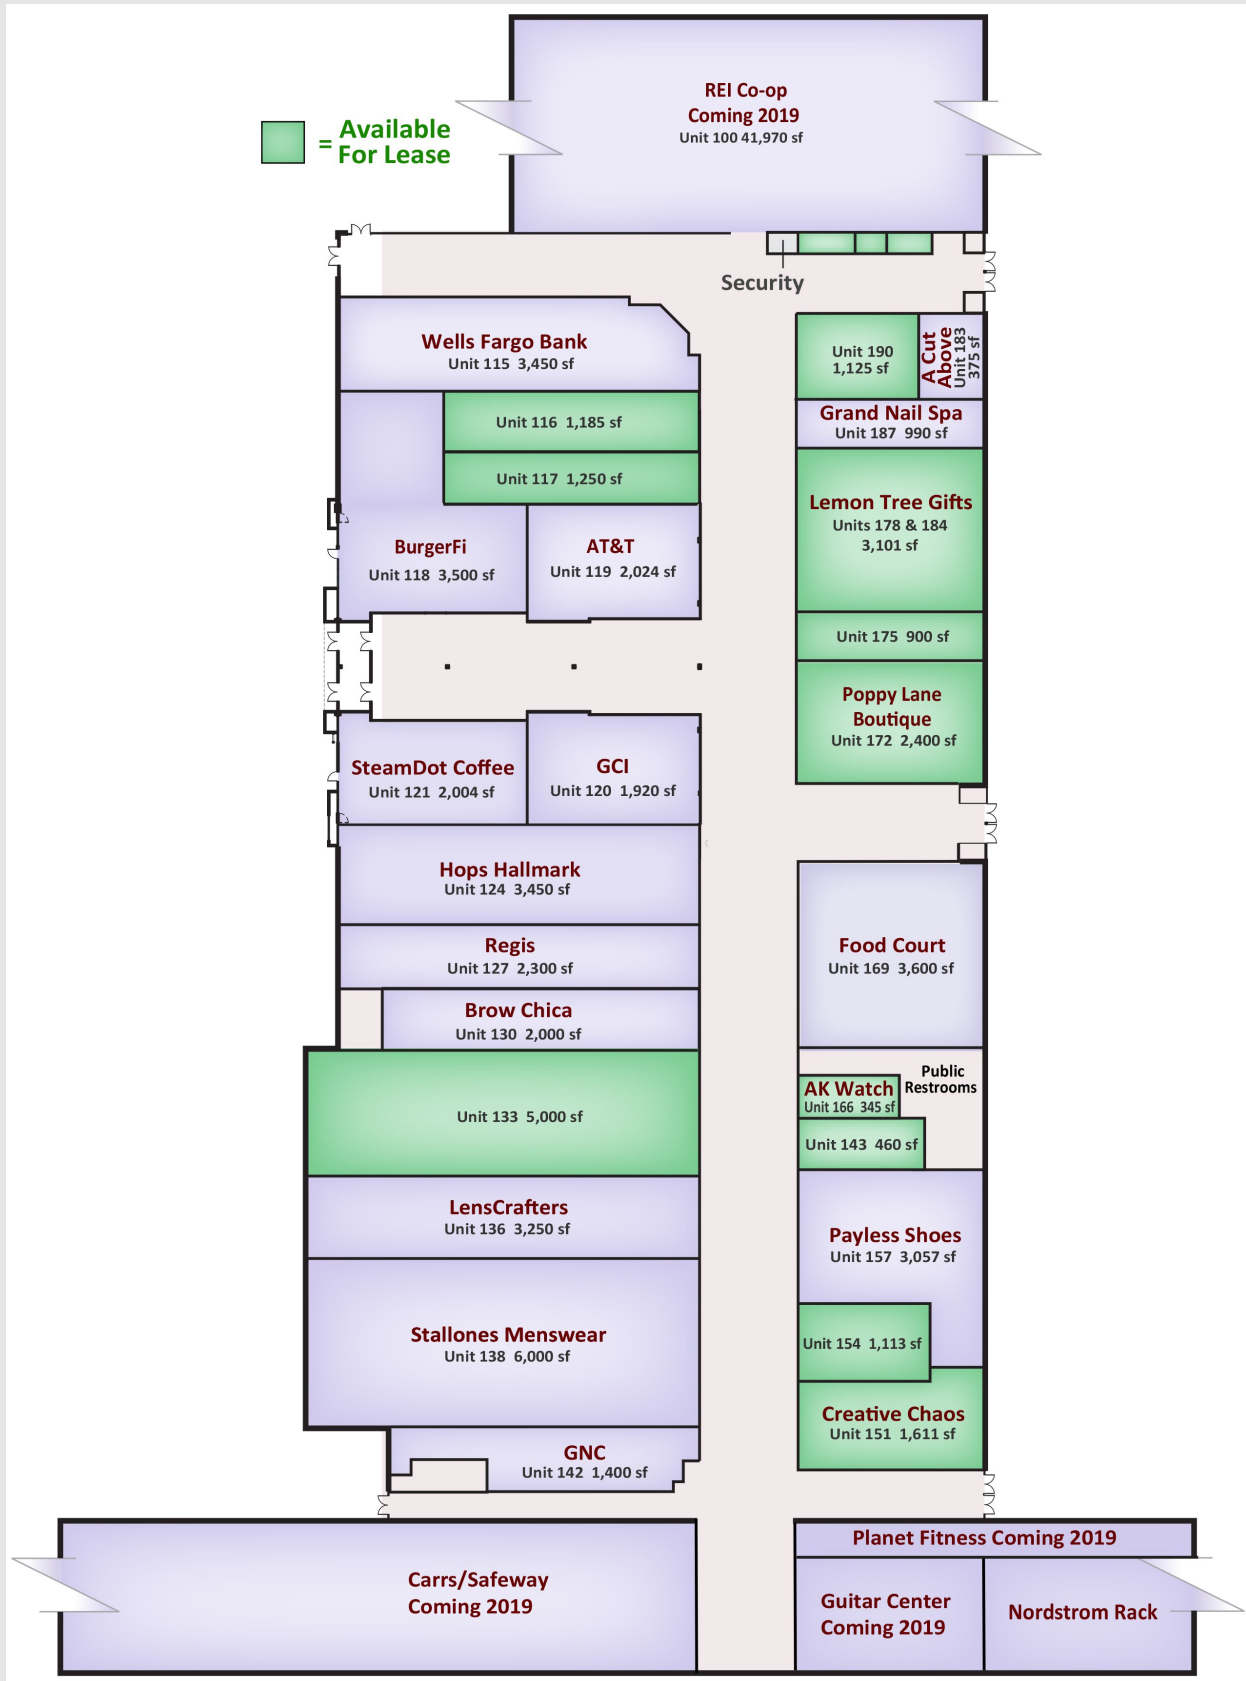 REI Co-op
Coming 2019
Unit 100 41,970 sf
= Available
For Lease
Security
Wells Fargo Bank
Unit 115 3,450 sf
Unit 116 1,185 sf
Unit 117 1,250 sf
BurgerFi
Unit 118 3,500 sf
AT&T
Unit 119 2,024 sf
Unit 190
1,125 sf
A Cut
Above
Unit 183
375 sf
Grand Nail Spa
Unit 187 990 sf
Lemon Tree Gifts
Units 178 & 184
3,101 sf
Unit 175 900 sf
Poppy Lane
Boutique
Unit 172 2,400 sf
SteamDot Coffee
Unit 121 2,004 sf
GCI
Unit 120 1,920 sf
Hops Hallmark
Unit 124 3,450 sf
Regis
Unit 127 2,300 sf
Brow Chica
Unit 130 2,000 sf
Unit 133 5,000 sf
LensCrafters
Unit 136 3,250 sf
Stallones Menswear
Unit 138 6,000 sf
GNC
Unit 142 1,400 sf
Food Court
Unit 169 3,600 sf
Public
Restrooms
AK Watch
Unit 166 345 sf
Unit 143 460 sf
Payless Shoes
Unit 157 3,057 sf
Unit 154 1,113 sf
Creative Chaos
Unit 151 1,611 sf
Carrs/Safeway
Coming 2019
Planet Fitness Coming 2019
Guitar Center
Coming 2019
Nordstrom Rack